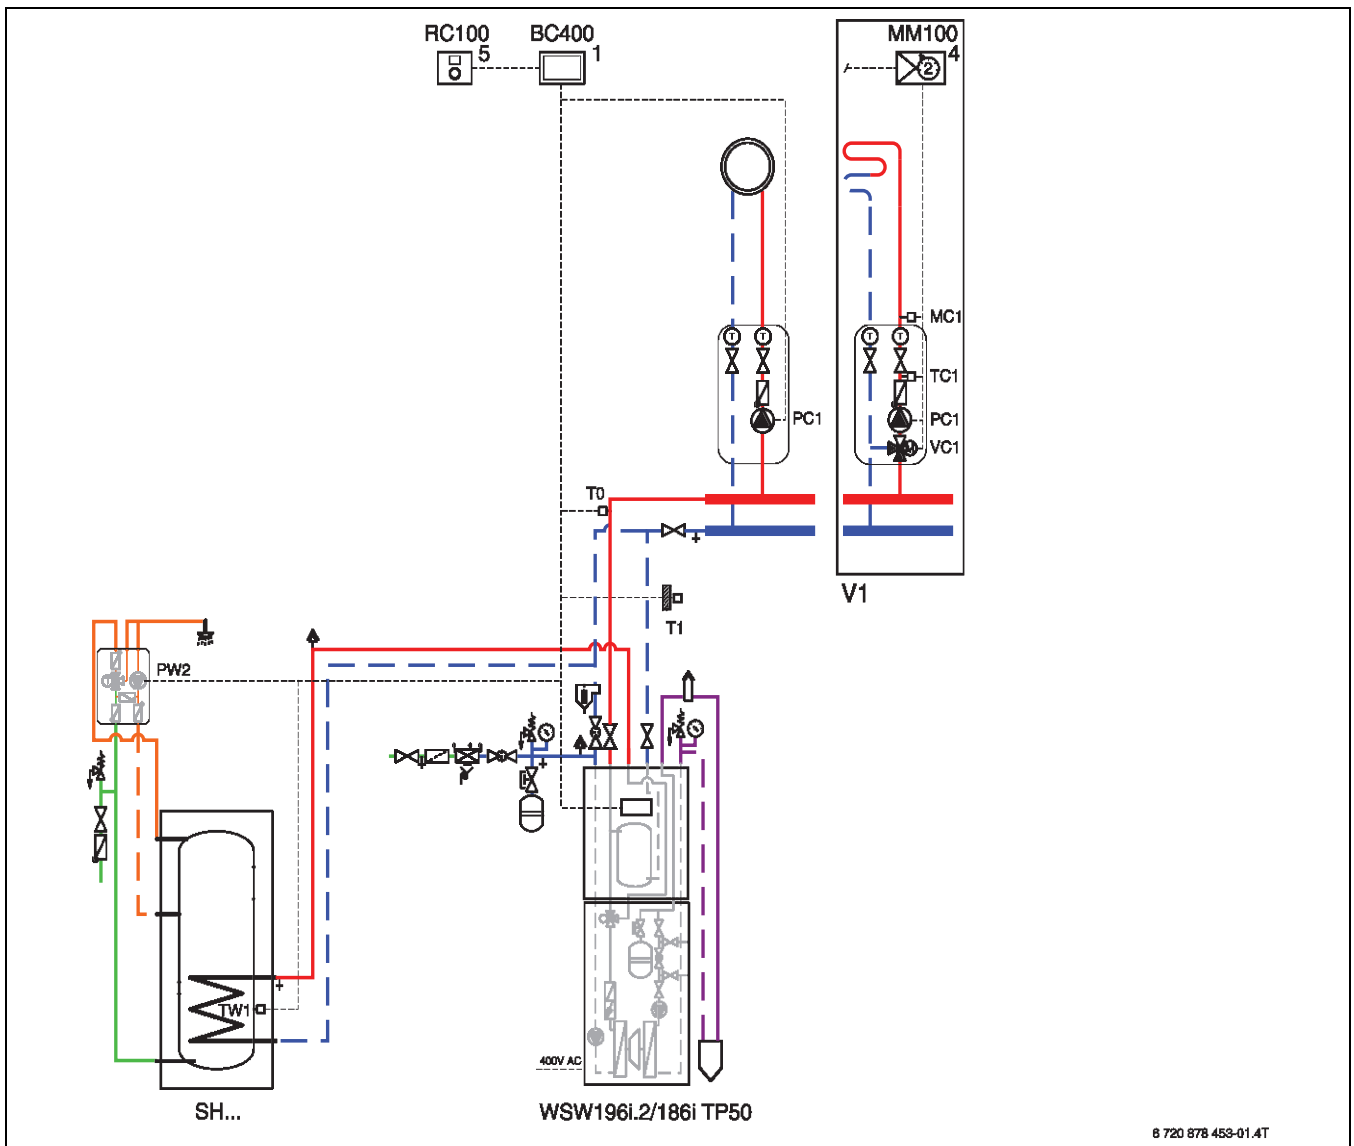 RC100
5
BC400
1
MM100
4
2
T
T
T
T
MC1
TC1
PC1
PC1
VC1
M
T0
V1
T1
PW2
TW1
400V AC
SH...
WSW196i.2/186i TP50
6 720 878 453-01.4T